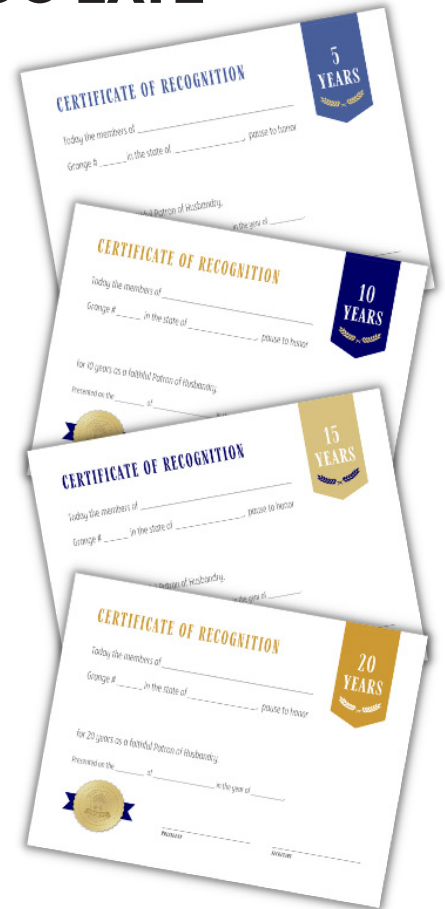 LATE
CERTIFICATE OF RECOGNITION
5
YEARS
Today the members of
Grange # in the state of , pause to honor
Patron of Husbandry,
in the year of
CERTIFICATE OF RECOGNITION
10
YEARS
Today the members of
Grange # in the state of , pause to honor
for 10 years as a faithful Patron of Husbandry.
Presented on the of
CERTIFICATE OF RECOGNITION
15
YEARS
Today the members of
Grange # in the state of , pause to honor
Patron of Husbandry,
the year of
CERTIFICATE OF RECOGNITION
20
YEARS
Today the members of
Grange # in the state of , pause to honor
for 20 years as a faithful Patron of Husbandry.
Presented on the of in the year of